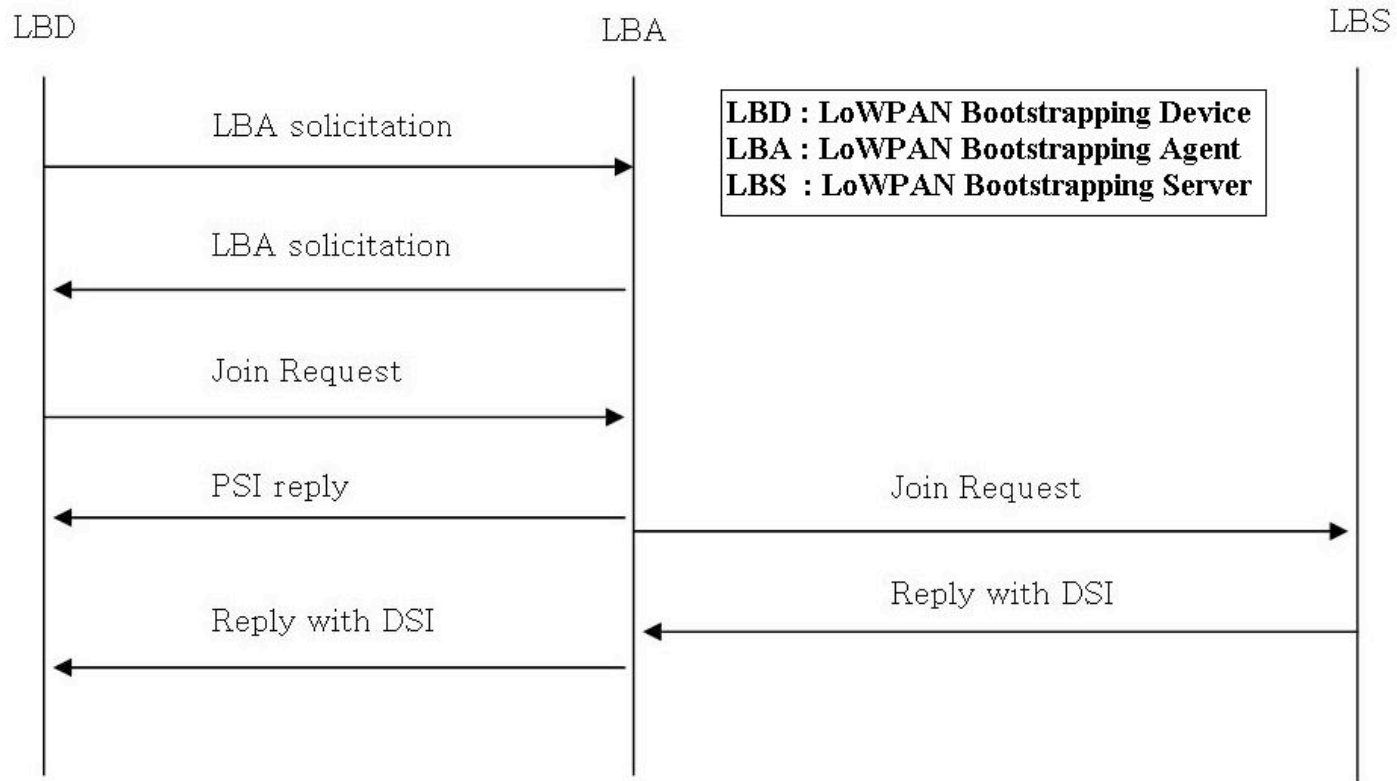 LBD
LBA
LBS
LBD : LoWPAN Bootstrapping Device
LBA : LoWPAN Bootstrapping Agent
LBS : LoWPAN Bootstrapping Server
LBA solicitation
LBA solicitation
Join Request
PSI reply
Join Request
Reply with DSI
Reply with DSI